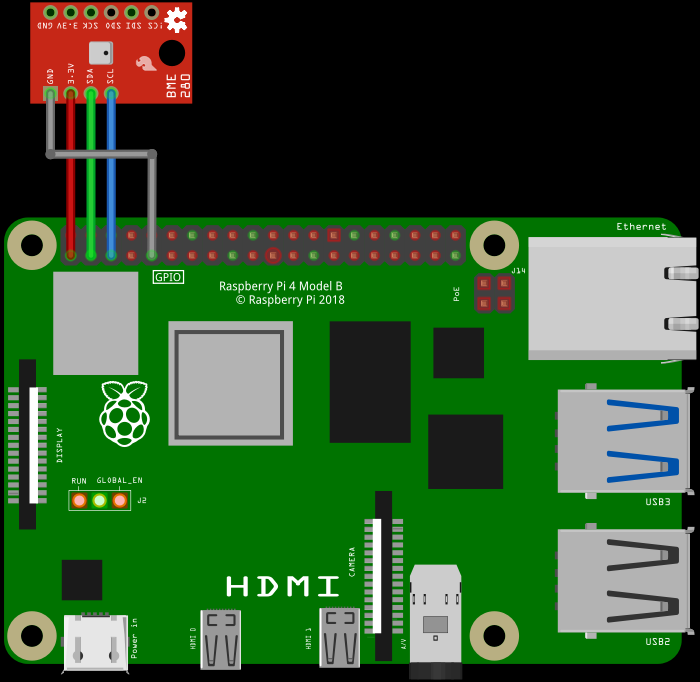 GND 3.3V SCK SDO SDI CS
GND
3.3V
SDA
SCL
BME
280
Ethernet
J14
PoE
GPIO
Raspberry Pi 4 Model B
© Raspberry Pi 2018
DISPLAY
RUN
GLOBAL_EN
J2
USB3
CAMERA
HDMI
Power in
HDMI 0
HDMI 1
A/V
USB2